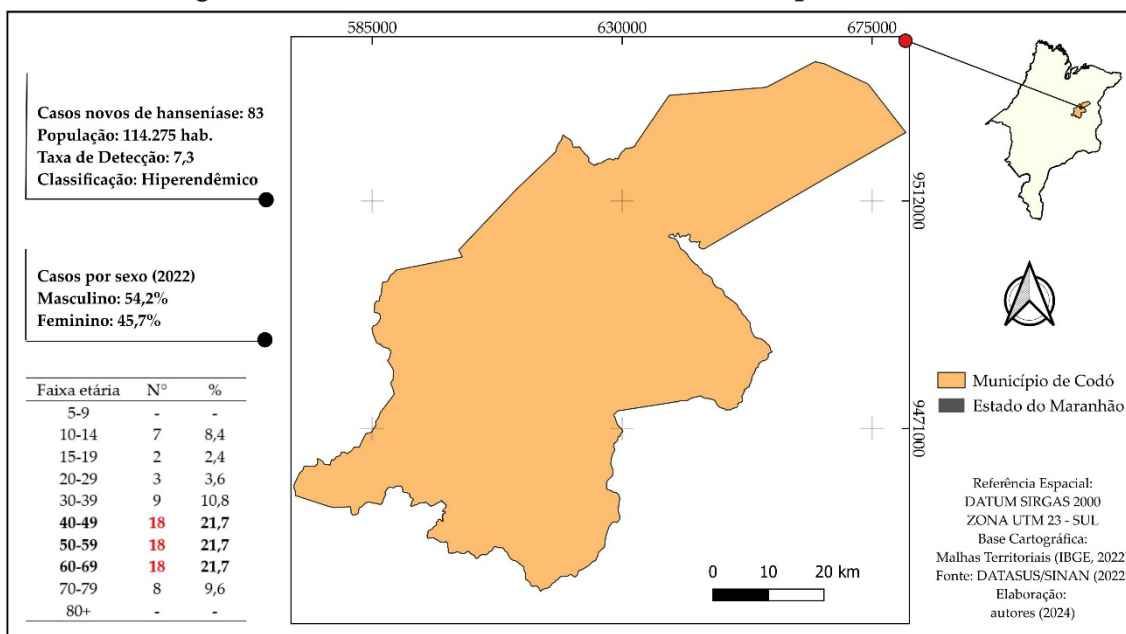 585000
630000
675000
Casos novos de hanseníase: 83
População: 114.275 hab.
Taxa de Detecção: 7,3
Classificação: Hiperendêmico
9512000
Casos por sexo (2022)
Masculino: 54,2%
Feminino: 45,7%
Faixa etária N° %
5-9 - -
10-14 7 8,4
15-19 2 2,4
20-29 3 3,6
30-39 9 10,8
40-49 18 21,7
50-59 18 21,7
60-69 18 21,7
70-79 8 9,6
80+ - -
9471000
0 10 20 km
Município de Codó
Estado do Maranhão
Referência Espacial:
DATUM SIRGAS 2000
ZONA UTM 23 - SUL
Base Cartográfica:
Malhas Territoriais (IBGE, 2022)
Fonte: DATASUS/SINAN (2022)
Elaboração:
autores (2024)